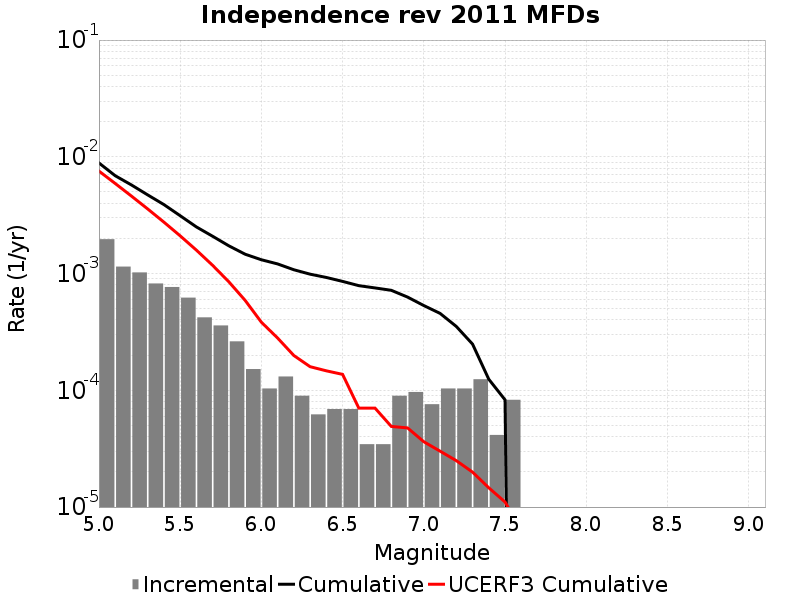 Independence rev 2011 MFDs
10-1
10-2
10-3
10-4
10-5
Rate (1/yr)
5.0 5.5 6.0 6.5 7.0 7.5 8.0 8.5 9.0
Magnitude
Incremental Cumulative UCERF3 Cumulative